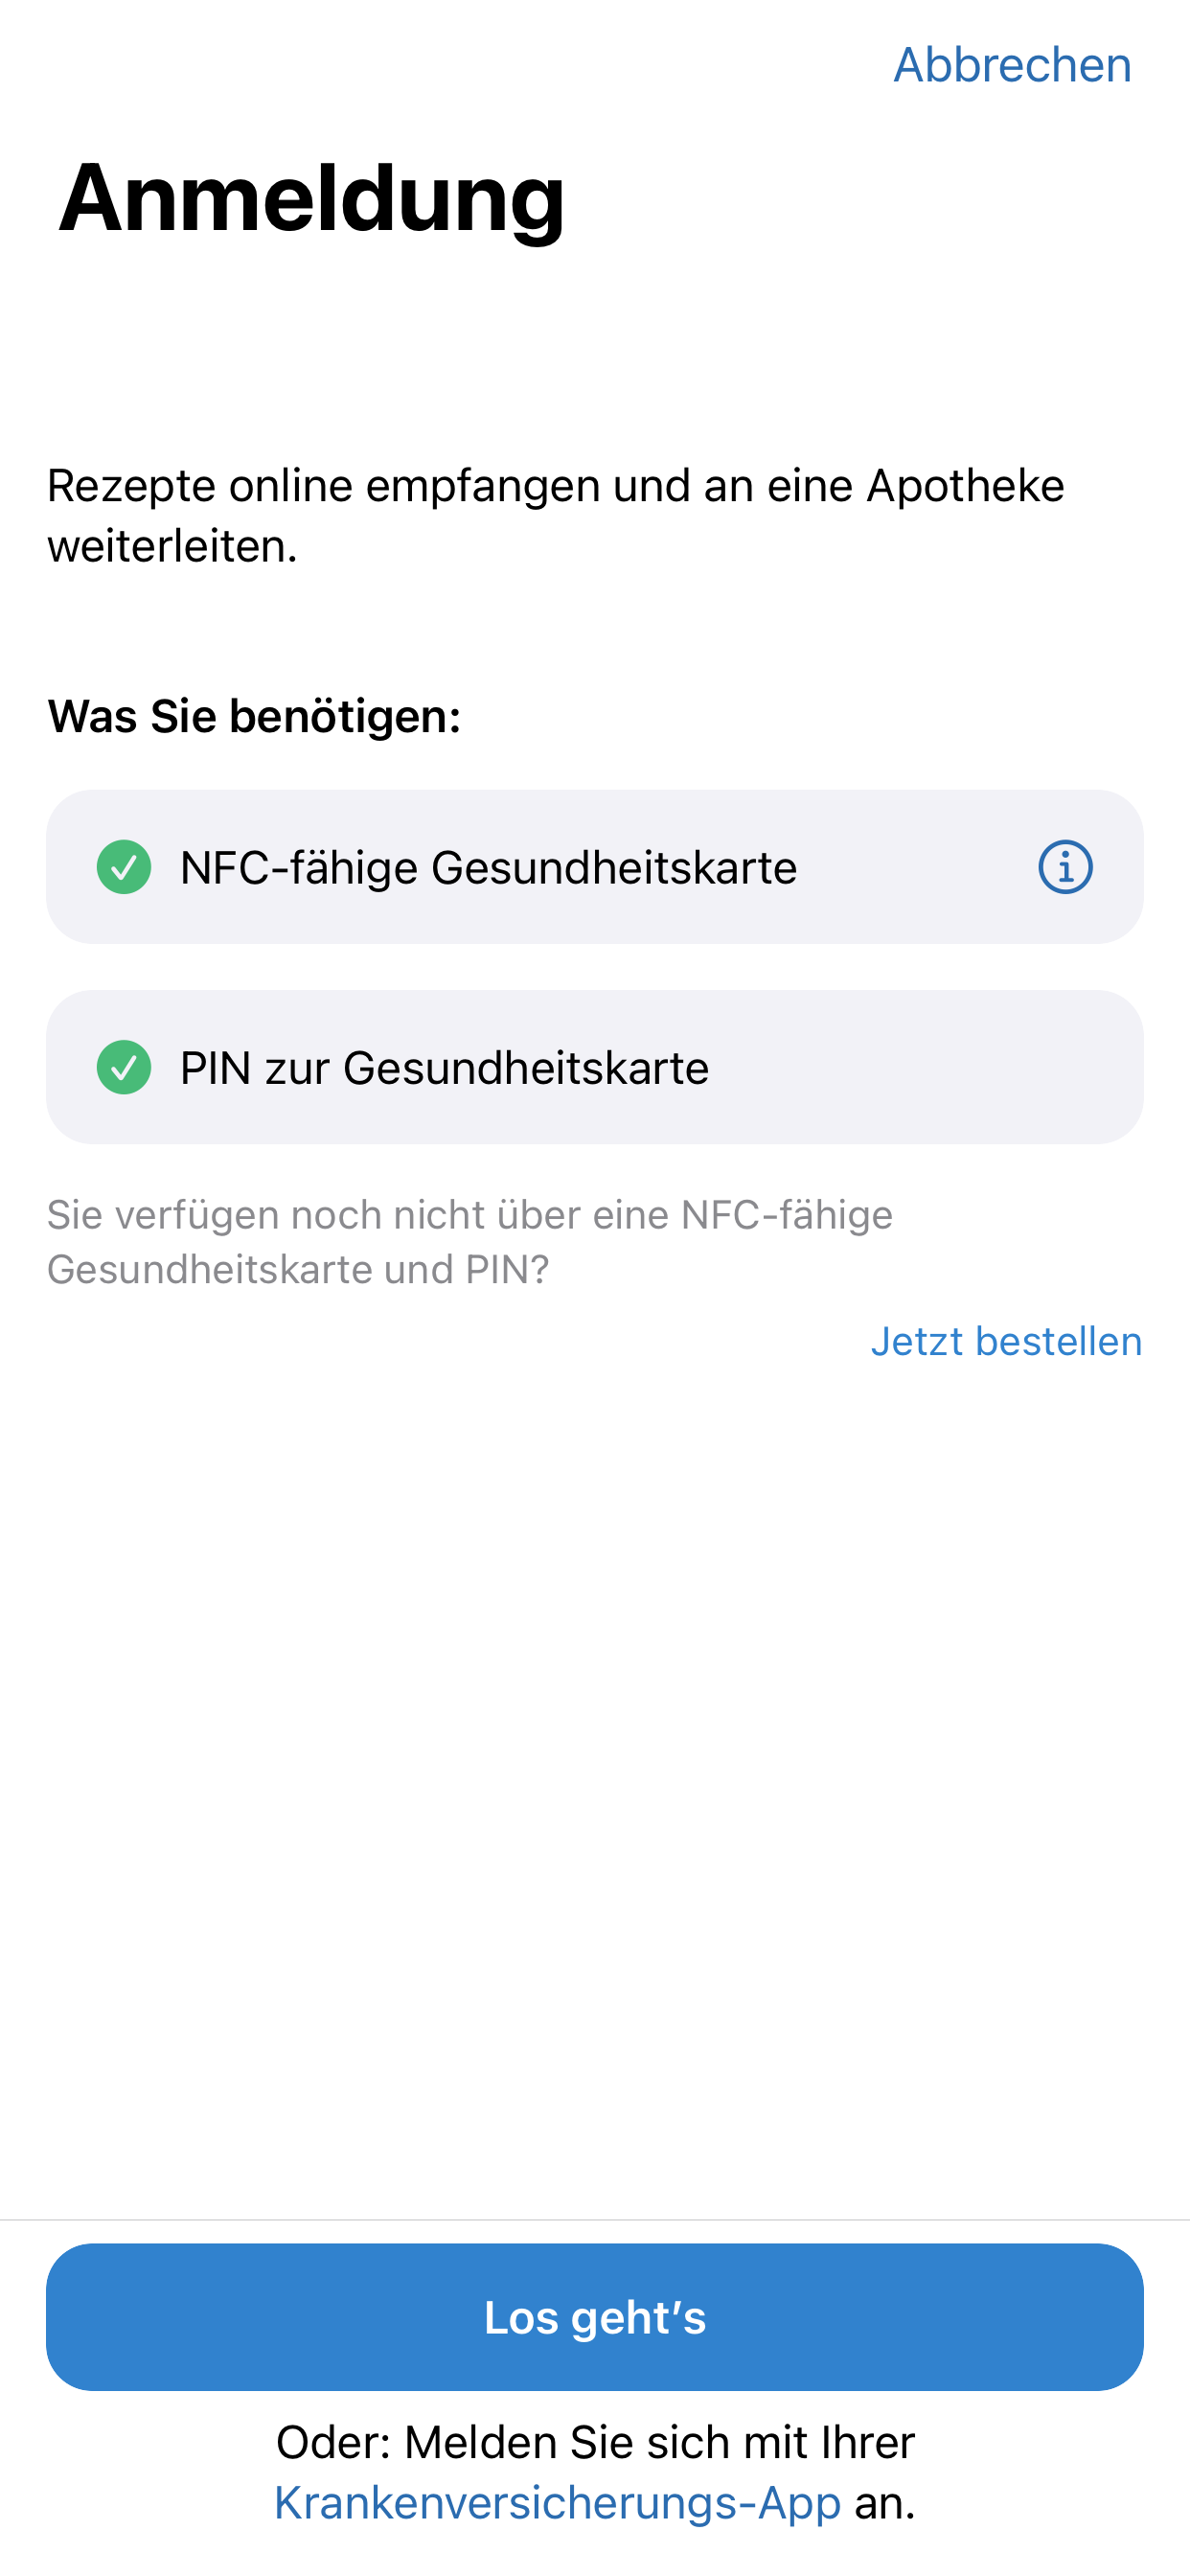 Abbrechen
Anmeldung
Rezepte online empfangen und an eine Apotheke
weiterleiten.
Was Sie benötigen:
NFC-fähige Gesundheitskarte
PIN zur Gesundheitskarte
Sie verfügen noch nicht über eine NFC-fähige
Gesundheitskarte und PIN?
Jetzt bestellen
Los geht’s
Oder: Melden Sie sich mit Ihrer
Krankenversicherungs-App an.